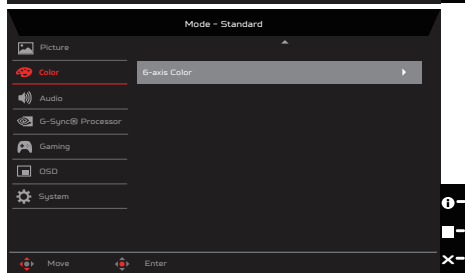 Mode - Standard
Picture
Color
6-axis Color
Audio
G-Sync® Processor
Gaming
OSD
System
Move
Enter